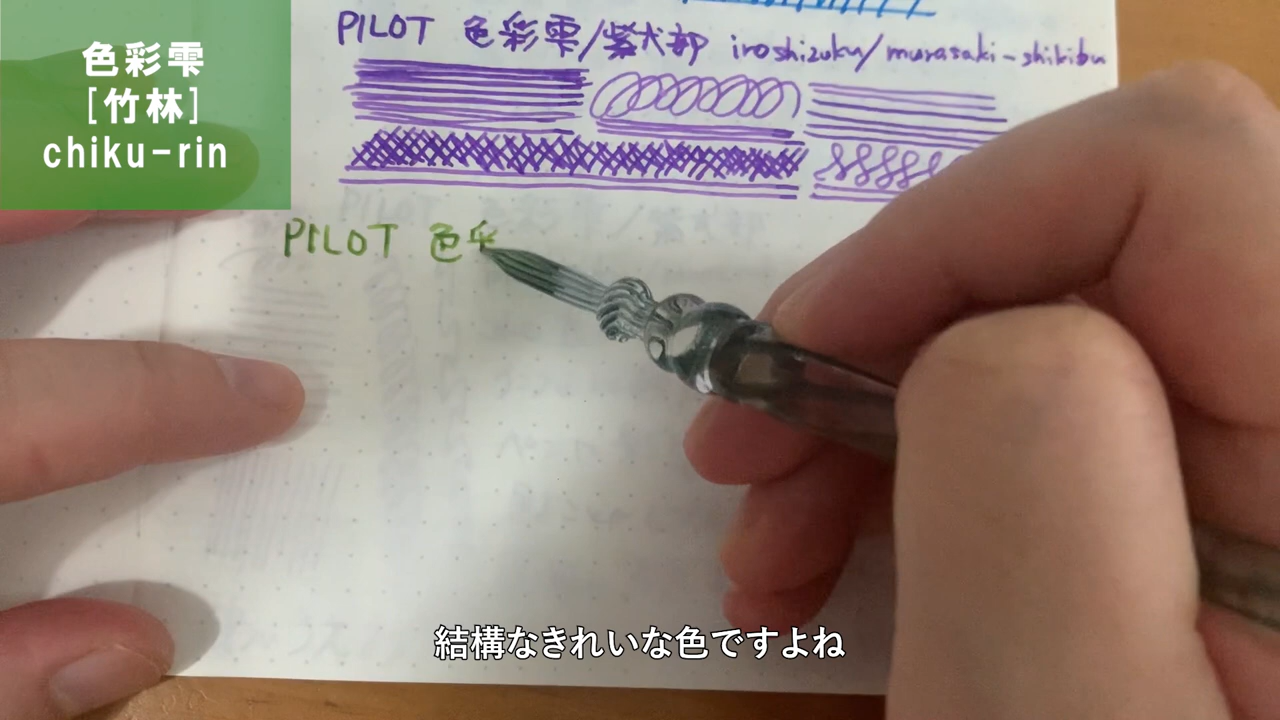 色彩雫
[竹林]
chiku-rin
PILOT 色彩雫/紫式部 iroshizuku/murasaki-shikibu
PILOT 色彩
結構なきれいな色ですよね